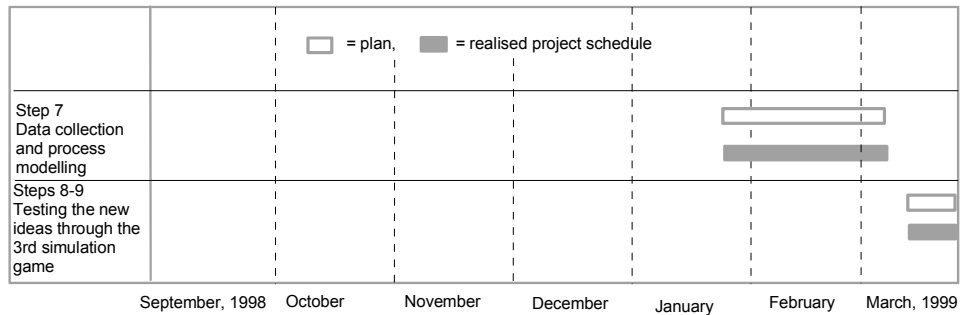 = plan, = realised project schedule
Step 7
Data collection
and process
modelling
Steps 8-9
Testing the new
ideas through the
3rd simulation
game
September, 1998 October November December January February March, 1999